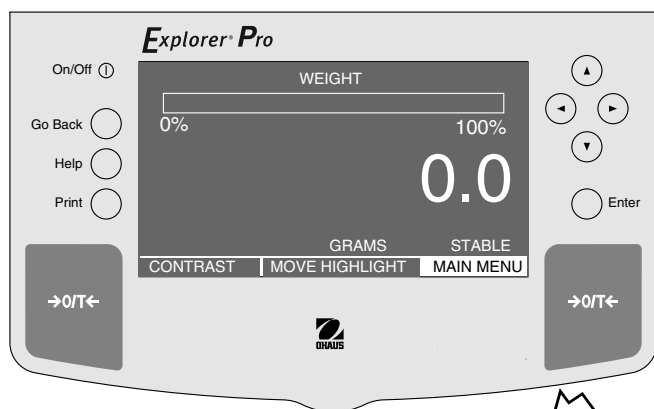 Explorer® Pro
On/Off
WEIGHT
0% 100%
Go Back
Help
Print
0.0
Enter
GRAMS STABLE
CONTRAST MOVE HIGHLIGHT MAIN MENU
→0/T← →0/T←
OHAUS